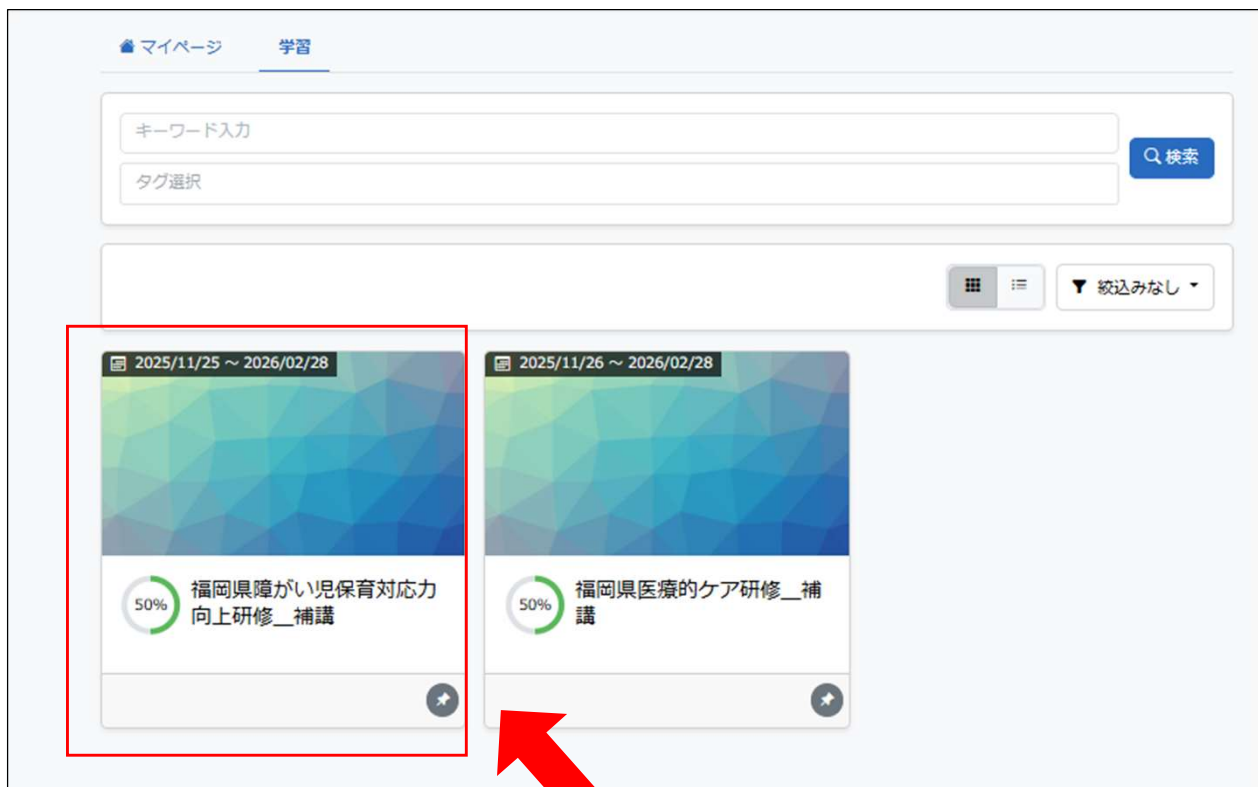 マイページ 学習
キーワード入力
タグ選択
検索
絞込みなし
2025/11/25 ～ 2026/02/28
50%
福岡県障がい児保育対応力
向上研修__補講
2025/11/26 ～ 2026/02/28
50%
福岡県医療的ケア研修__補
講